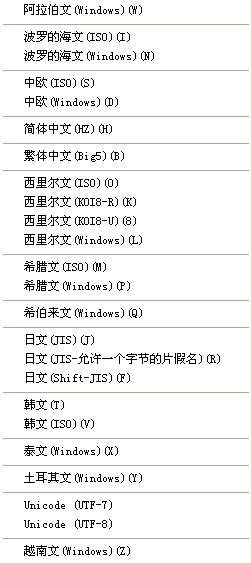 阿拉伯文(Windows)(W)
波罗的海文(ISO)(I)
波罗的海文(Windows)(N)
中欧(ISO)(S)
中欧(Windows)(D)
简体中文(HZ)(H)
繁体中文(Big5)(B)
西里尔文(ISO)(O)
西里尔文(KOI8-R)(K)
西里尔文(KOI8-U)(8)
西里尔文(Windows)(L)
希腊文(ISO)(M)
希腊文(Windows)(P)
希伯来文(Windows)(Q)
日文(JIS)(J)
日文(JIS-允许一个字节的片假名)(R)
日文(Shift-JIS)(F)
韩文(T)
韩文(ISO)(V)
泰文(Windows)(X)
土耳其文(Windows)(Y)
Unicode (UTF-7)
Unicode (UTF-8)
越南文(Windows)(Z)